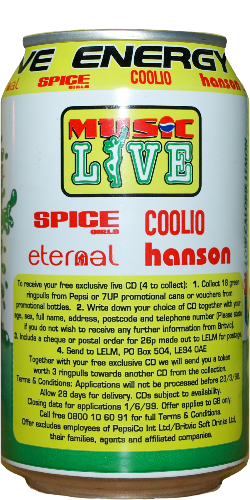 VE ENERGY
eternal SPICE GIRLS COOLIO hanson
MUSIC
LIVE
SPICE GIRLS COOLIO
eternal hanson
To receive your free exclusive live CD (4 to collect): 1. Collect 18 green
ringpulls from Pepsi or 7UP promotional cans or vouchers from
promotional bottles. 2. Write down your choice of CD together with your
age, sex, full name, address, postcode and telephone number (Please state
if you do not wish to receive any further information from Britvic).
3. Include a cheque or postal order for 26p made out to LELM, promotional
4. Send to LELM, PO Box 504, LE94 0AE
Together with your free exclusive CD we will send you a token
worth 3 ringpulls towards another CD from the collection.
Terms & Conditions: Applications will not be processed before 23/3/98.
Allow 28 days for delivery. CDs subject to availability.
Closing date for applications 1/6/99. Offer applies to GB only.
Call free 0800 10 60 91 for full Terms & Conditions.
Offer excludes employees of PepsiCo Int Ltd/Britvic Soft Drinks Ltd,
their families, agents and affiliated companies.